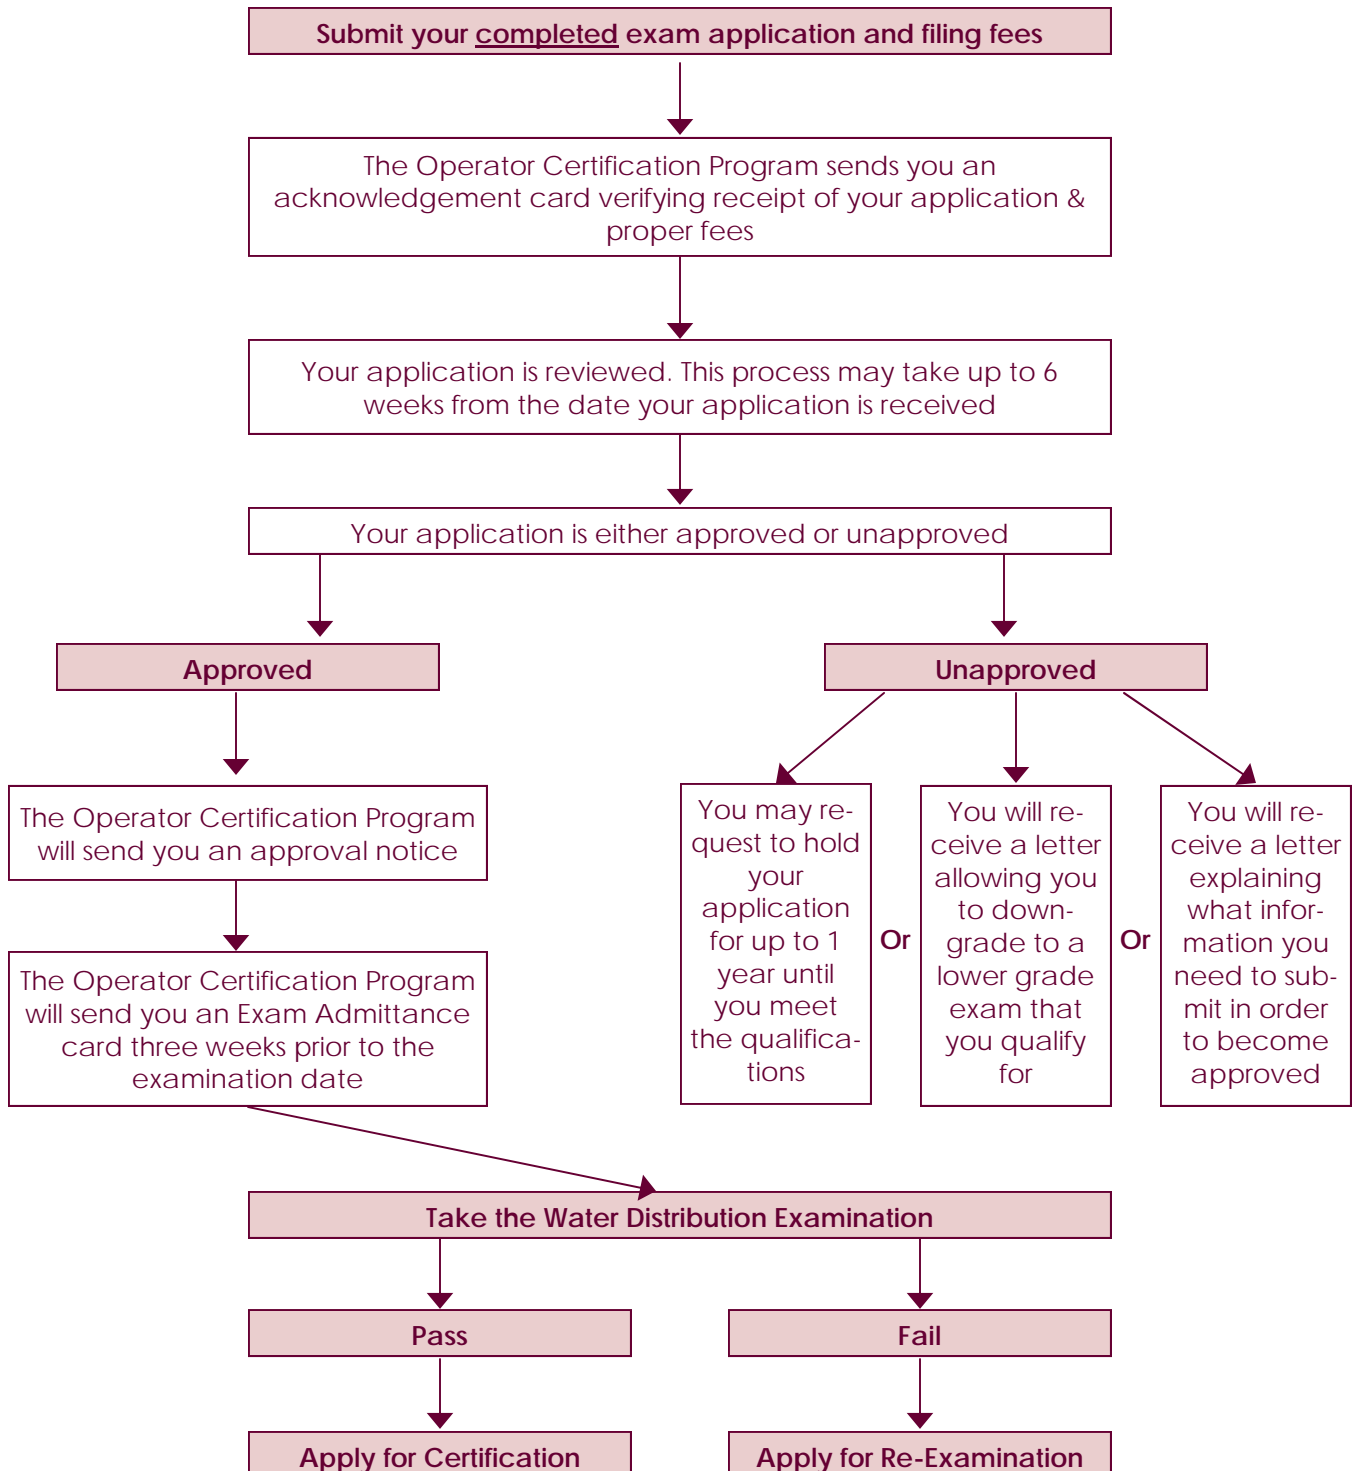 Submit your completed exam application and filing fees
The Operator Certification Program sends you an
acknowledgement card verifying receipt of your application &
proper fees
Your application is reviewed. This process may take up to 6
weeks from the date your application is received
Your application is either approved or unapproved
Approved
Unapproved
The Operator Certification Program
will send you an approval notice
The Operator Certification Program
will send you an Exam Admittance
card three weeks prior to the
examination date
You may re-
quest to hold
your
application
for up to 1
year until
you meet
the qualifica-
tions
Or
You will re-
ceive a letter
allowing you
to down-
grade to a
lower grade
exam that
you qualify
for
Or
You will re-
ceive a letter
explaining
what infor-
mation you
need to sub-
mit in order
to become
approved
Take the Water Distribution Examination
Pass
Fail
Apply for Certification
Apply for Re-Examination